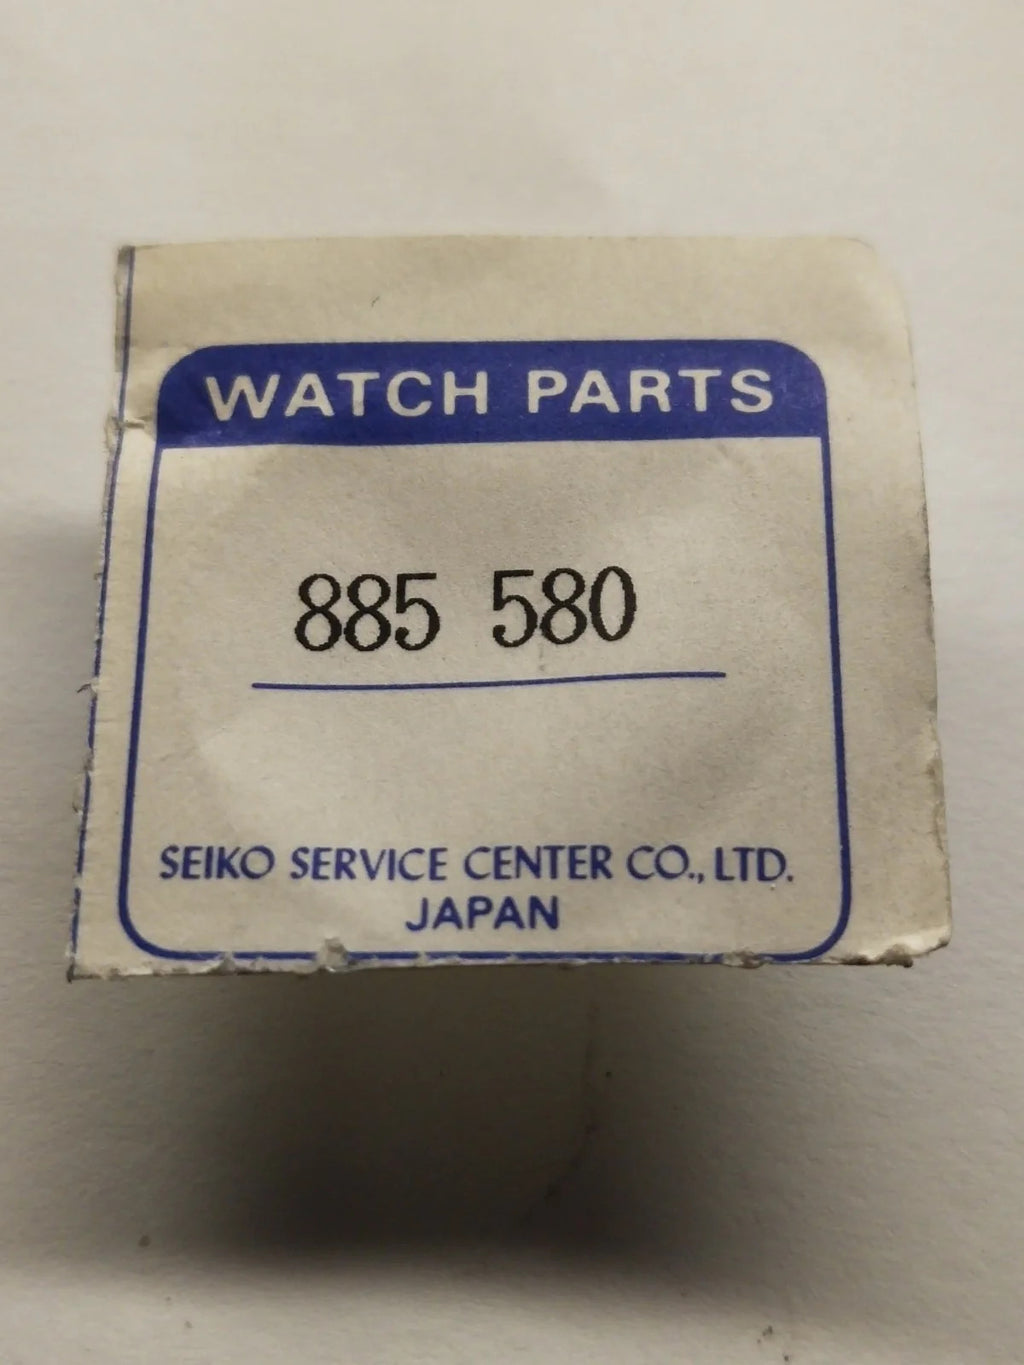 WATCH PARTS
885 580
SEIKO SERVICE CENTER CO., LTD.
JAPAN